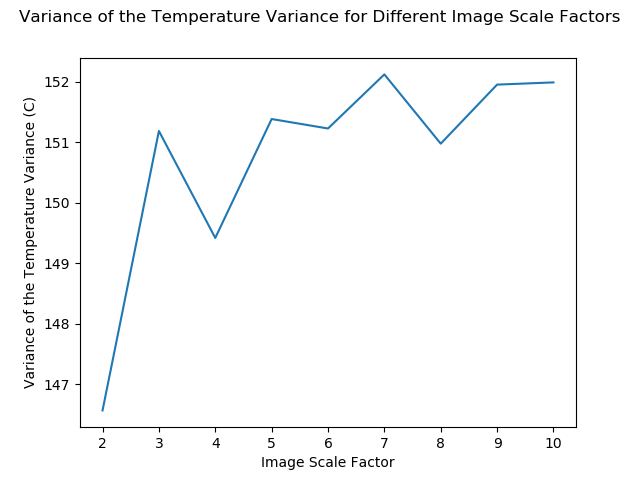 Variance of the Temperature Variance for Different Image Scale Factors
152
151
150
149
148
147
Variance of the Temperature Variance (C)
2 3 4 5 6 7 8 9 10
Image Scale Factor